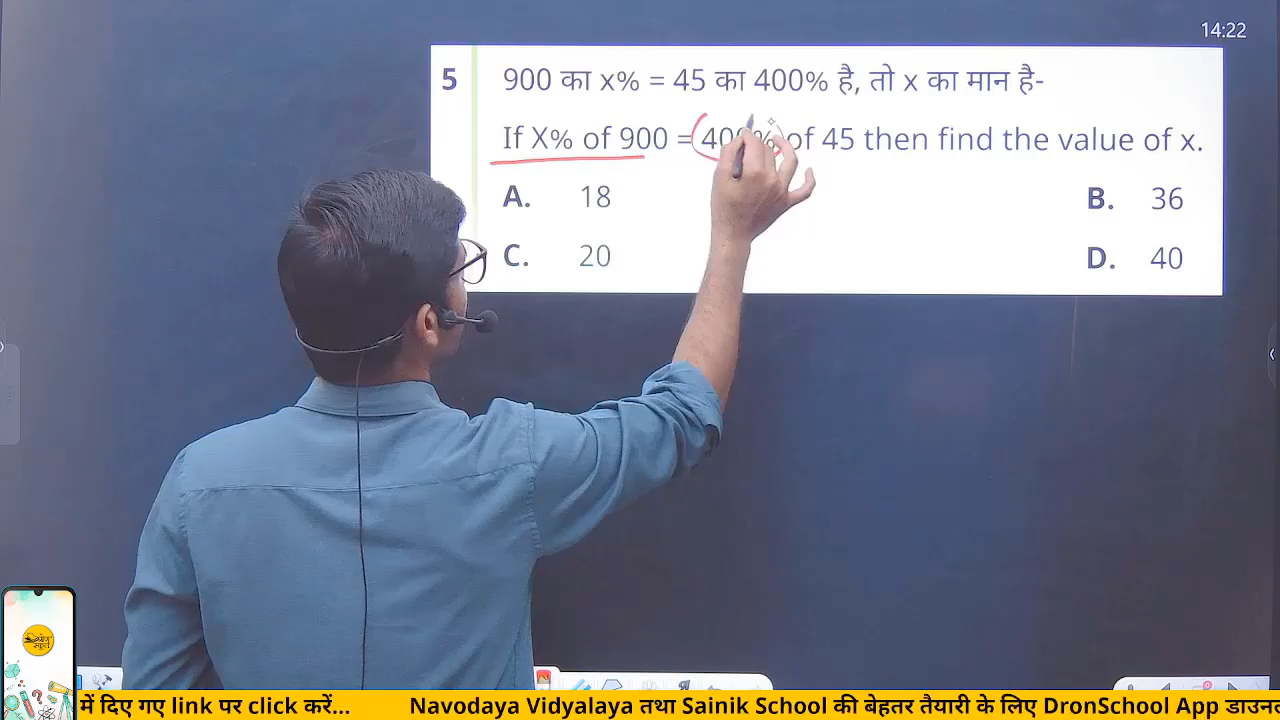 14:22
5 900 का x% = 45 का 400% है, तो x का मान है-
If X% of 900 = 400% of 45 then find the value of x.
A. 18 B. 36
C. 20 D. 40
में दिए गए link पर click करें... Navodaya Vidyalaya तथा Sainik School की बेहतर तैयारी के लिए DronSchool App